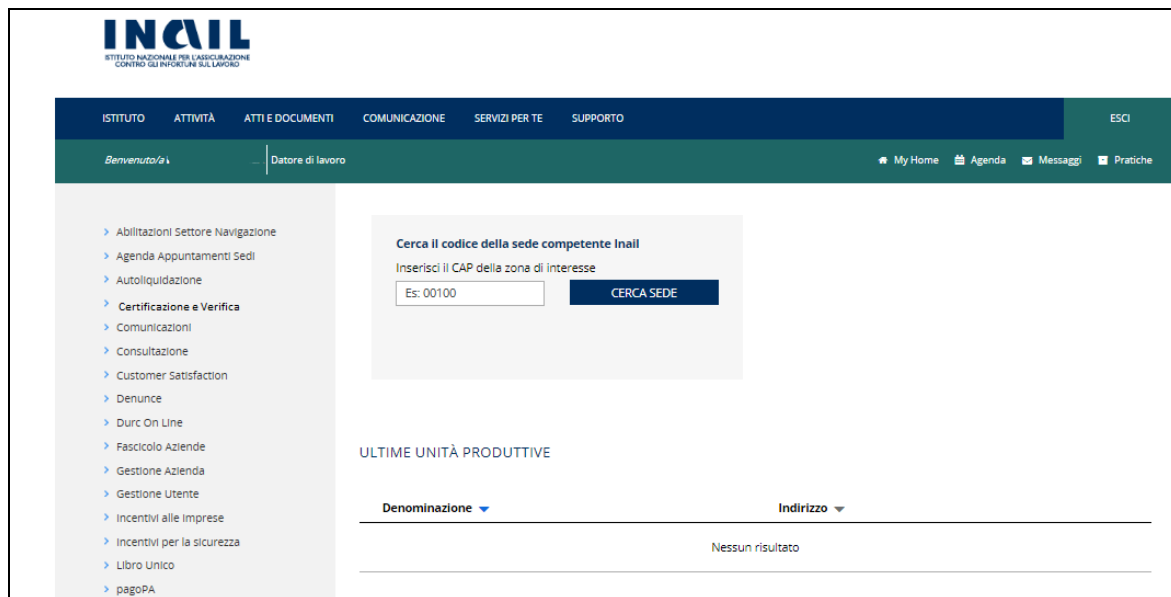 INAIL
ISTITUTO NAZIONALE PER L'ASSICURAZIONE
CONTRO GLI INFORTUNI SUL LAVORO
ISTITUTO ATTIVITÀ ATTI E DOCUMENTI COMUNICAZIONE SERVIZI PER TE SUPPORTO ESCI
Benvenuto/a Datore di lavoro My Home Agenda Messaggi Pratiche
Abilitazioni Settore Navigazione
Agenda Appuntamenti Sedi
Autoliquidazione
Certificazione e Verifica
Comunicazioni
Consultazione
Customer Satisfaction
Denunce
Durc On Line
Fascicolo Aziende
Gestione Azienda
Gestione Utente
Incentivi alle Imprese
Incentivi per la sicurezza
Libro Unico
pagoPA
Cerca il codice della sede competente Inail
Inserisci il CAP della zona di interesse
Es: 00100 CERCA SEDE
ULTIME UNITÀ PRODUTTIVE
Denominazione Indirizzo
Nessun risultato